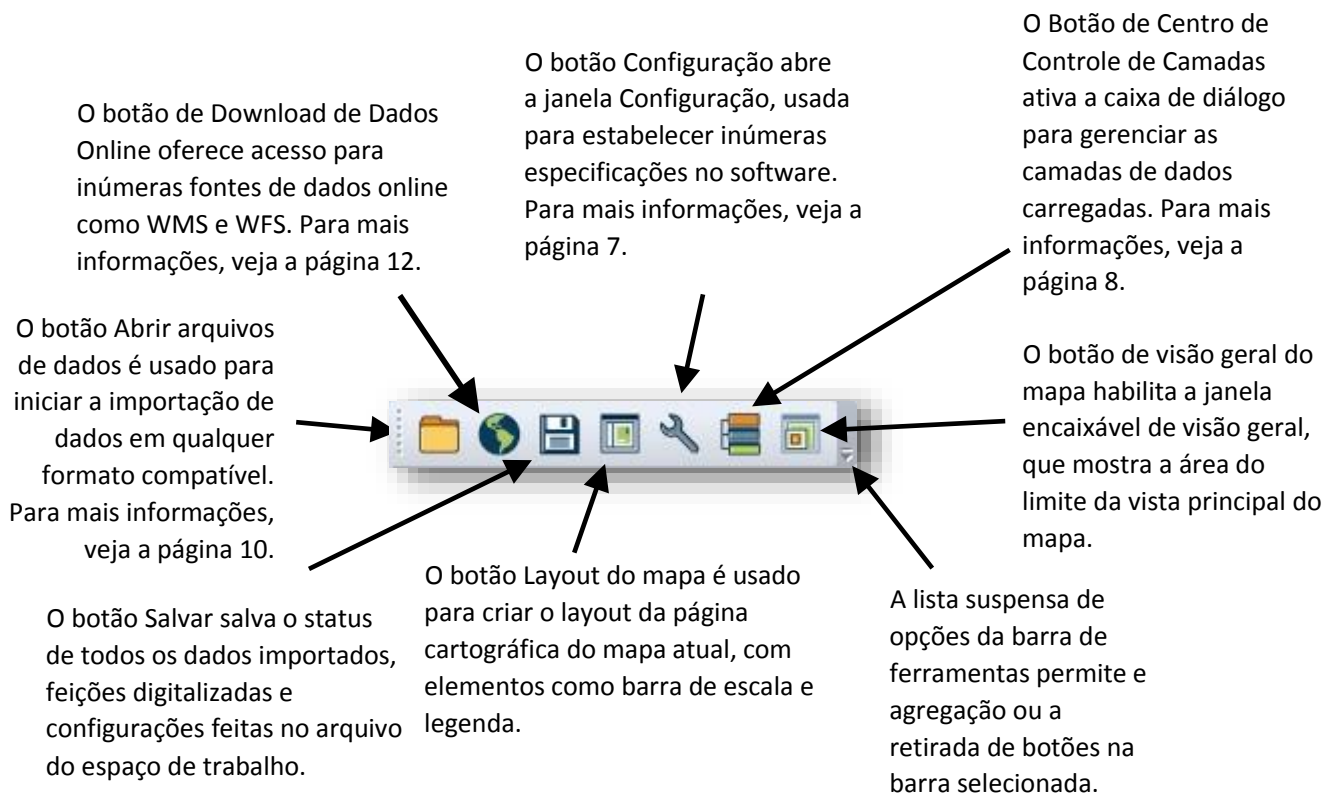 O botão de Download de Dados
Online oferece acesso para
inúmeras fontes de dados online
como WMS e WFS. Para mais
informações, veja a página 12.
O botão Configuração abre
a janela Configuração, usada
para estabelecer inúmeras
especificações no software.
Para mais informações, veja a
página 7.
O Botão de Centro de
Controle de Camadas
ativa a caixa de diálogo
para gerenciar as
camadas de dados
carregadas. Para mais
informações, veja a
página 8.
O botão Abrir arquivos
de dados é usado para
iniciar a importação de
dados em qualquer
formato compatível.
Para mais informações,
veja a página 10.
O botão de visão geral do
mapa habilita a janela
encaixável de visão geral,
que mostra a área do
limite da vista principal do
mapa.
O botão Salvar salva o status
de todos os dados importados,
feições digitalizadas e
configurações feitas no arquivo
do espaço de trabalho.
O botão Layout do mapa é usado
para criar o layout da página
cartográfica do mapa atual, com
elementos como barra de escala e
legenda.
A lista suspensa de
opções da barra de
ferramentas permite e
agregação ou a
retirada de botões na
barra selecionada.